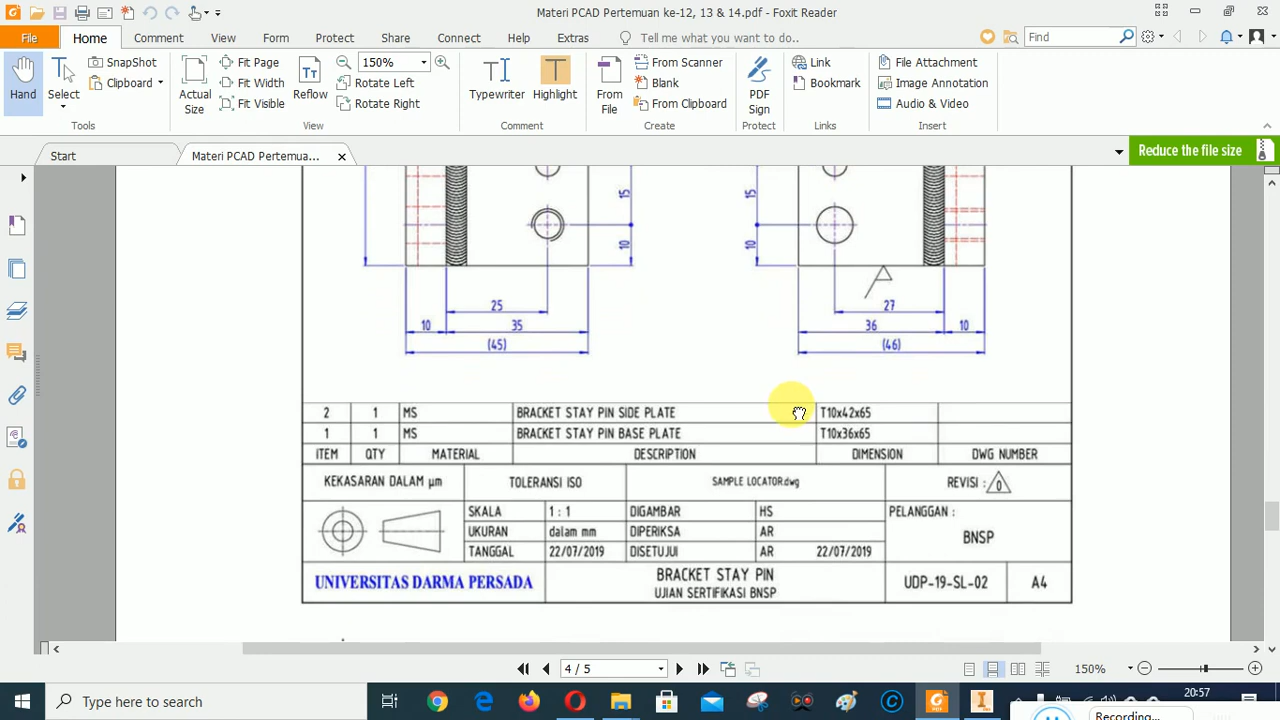 Materi PCAD Pertemuan ke-12, 13 & 14.pdf - Foxit Reader
File Home Comment View Form Protect Share Connect Help Extras Tell me what you want to do... Find
Hand
Select
SnapShot
Clipboard
Tools
Actual Size
Fit Page
Fit Width
Fit Visible
Reflow
150%
Rotate Left
Rotate Right
View
Typewriter
Highlight
Comment
From File
From Scanner
Blank
From Clipboard
Create
PDF Sign
Protect
Link
Bookmark
Links
File Attachment
Image Annotation
Audio & Video
Insert
Start
Materi PCAD Pertemua...
Reduce the file size
15 15
10 10
25 27
10 35 36 10
(45) (46)
2 1 MS BRACKET STAY PIN SIDE PLATE T10x42x65
1 1 MS BRACKET STAY PIN BASE PLATE T10x36x65
ITEM QTY MATERIAL DESCRIPTION DIMENSION DWG NUMBER
KEKASARAN DALAM µm TOLERANSI ISO SAMPLE LOCATOR.dwg REVISI : 0
SKALA 1 : 1 DIGAMBAR HS PELANGGAN :
UKURAN dalam mm DIPERIKSA AR BNSP
TANGGAL 22/07/2019 DISETUJUI AR 22/07/2019
UNIVERSITAS DARMA PERSADA BRACKET STAY PIN UDP-19-SL-02 A4
UJIAN SERTIFIKASI BNSP
4 / 5
150%
Type here to search
20:57
Recording...